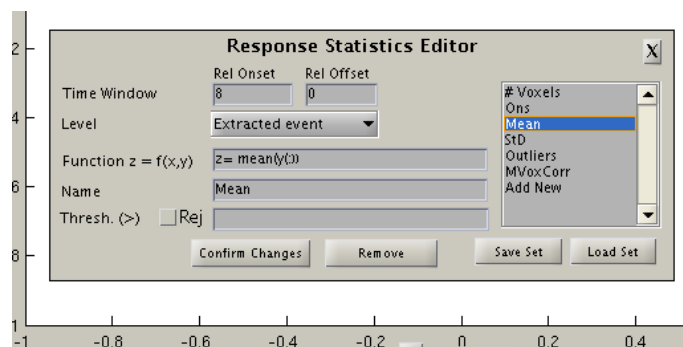 Response Statistics Editor
X
Rel Onset Rel Offset
Time Window 8 0
Level Extracted event
Function z = f(x,y) z= mean(y(:))
Name Mean
Thresh. (>) Rej
# Voxels
Ons
Mean
StD
Outliers
MVoxCorr
Add New
Confirm Changes Remove Save Set Load Set
2
4
6
8
1
-1 -0.8 -0.6 -0.4 -0.2 0 0.2 0.4